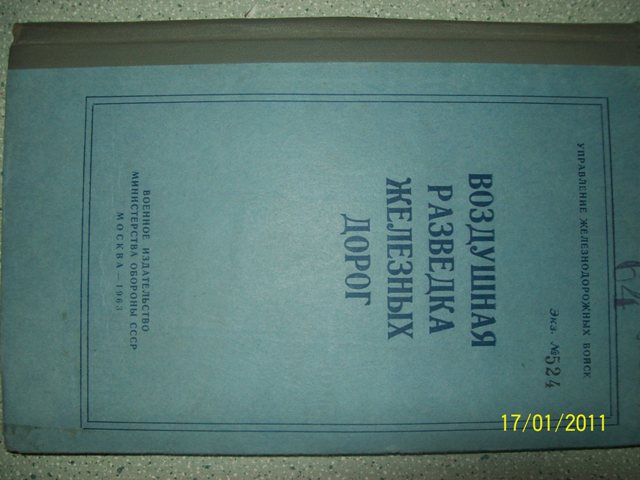 УПРАВЛЕНИЕ ЖЕЛЕЗНОДОРОЖНЫХ ВОЙСК
Экз. №524
ВОЗДУШНАЯ
РАЗВЕДКА
ЖЕЛЕЗНЫХ
ДОРОГ
ВОЕННОЕ ИЗДАТЕЛЬСТВО
МИНИСТЕРСТВА ОБОРОНЫ СССР
МОСКВА — 1963
17/01/2011